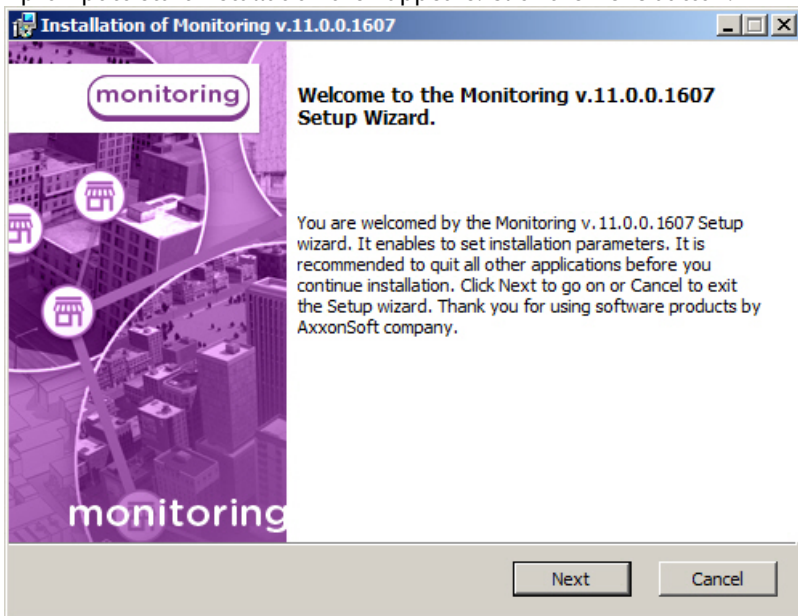 Installation of Monitoring v.11.0.0.1607
monitoring
Welcome to the Monitoring v.11.0.0.1607
Setup Wizard.
You are welcomed by the Monitoring v.11.0.0.1607 Setup
wizard. It enables to set installation parameters. It is
recommended to quit all other applications before you
continue installation. Click Next to go on or Cancel to exit
the Setup wizard. Thank you for using software products by
AxxonSoft company.
monitoring
Next Cancel